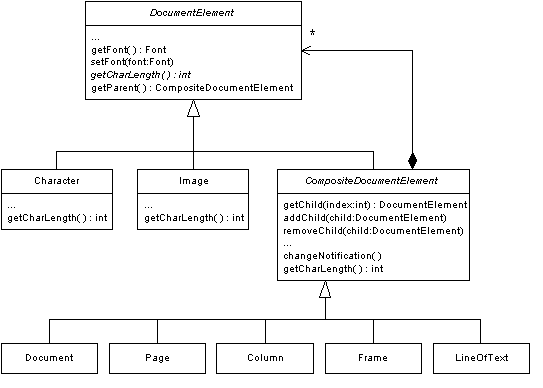 DocumentElement
...
getFont( ) : Font
setFont(font:Font)
getCharLength( ) : int
getParent( ) : CompositeDocumentElement
*
Character
...
getCharLength( ) : int
Image
...
getCharLength( ) : int
CompositeDocumentElement
getChild(index:int) : DocumentElement
addChild(child:DocumentElement)
removeChild(child:DocumentElement)
...
changeNotification( )
getCharLength( ) : int
Document
Page
Column
Frame
LineOfText